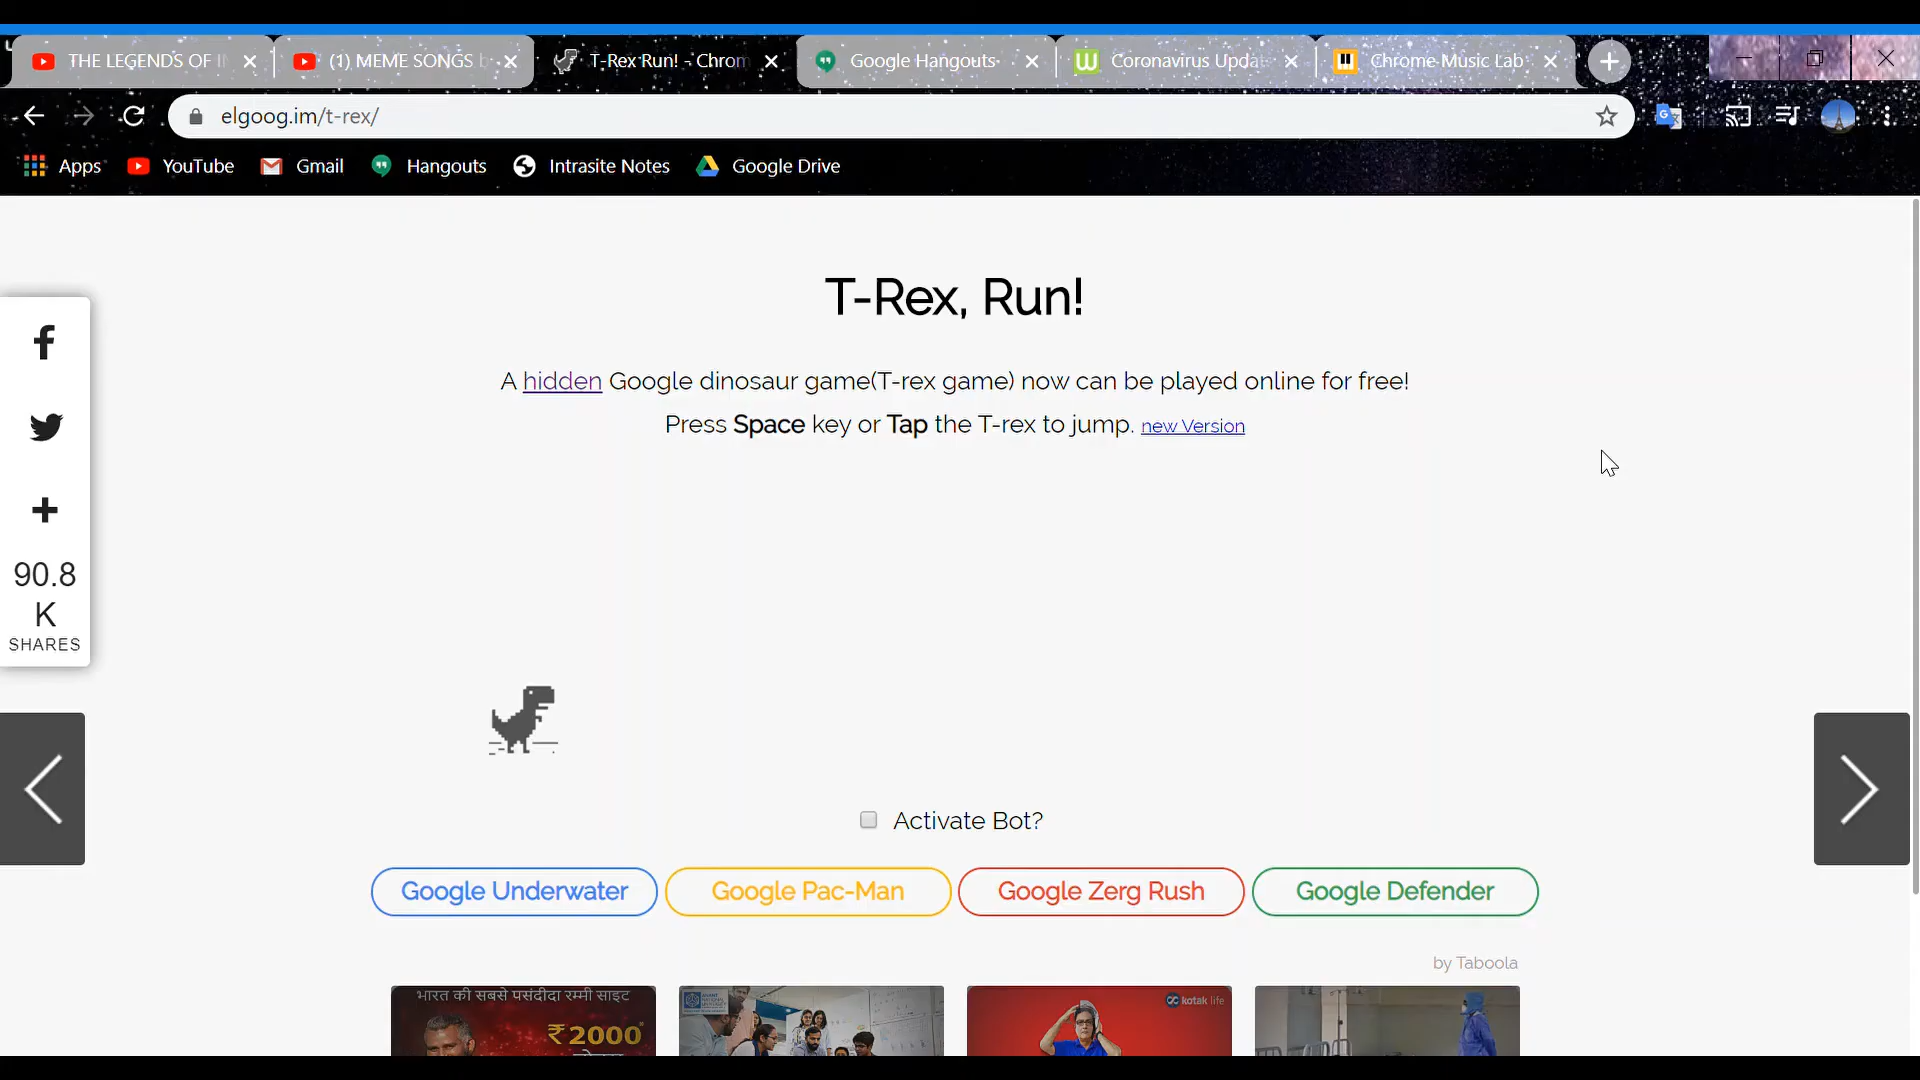 THE LEGENDS OF I
(1) MEME SONGS b
T-Rex Run! - Chrom
Google Hangouts
Coronavirus Upda
Chrome Music Lab
elgoog.im/t-rex/
Apps
YouTube
Gmail
Hangouts
Intrasite Notes
Google Drive
T-Rex, Run!
A hidden Google dinosaur game(T-rex game) now can be played online for free!
Press Space key or Tap the T-rex to jump. new Version
90.8
K
SHARES
Activate Bot?
Google Underwater
Google Pac-Man
Google Zerg Rush
Google Defender
by Taboola
भारत की सबसे पसंदीदा रम्मी साइट
₹2000
kotak life